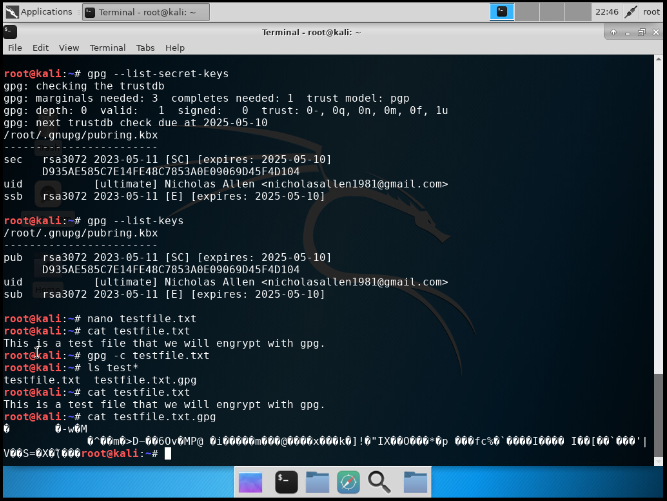 Applications
Terminal - root@kali: ~
22:46
root
Terminal - root@kali: ~
File Edit View Terminal Tabs Help
root@kali:~# gpg --list-secret-keys
gpg: checking the trustdb
gpg: marginals needed: 3  completes needed: 1  trust model: pgp
gpg: depth: 0  valid:   1  signed:   0  trust: 0-, 0q, 0n, 0m, 0f, 1u
gpg: next trustdb check due at 2025-05-10
/root/.gnupg/pubring.kbx
------------------------
sec   rsa3072 2023-05-11 [SC] [expires: 2025-05-10]
      D935AE585C7E14FE48C7853A0E09069D45F4D104
uid           [ultimate] Nicholas Allen <nicholasallen1981@gmail.com>
ssb   rsa3072 2023-05-11 [E] [expires: 2025-05-10]
root@kali:~# gpg --list-keys
/root/.gnupg/pubring.kbx
------------------------
pub   rsa3072 2023-05-11 [SC] [expires: 2025-05-10]
      D935AE585C7E14FE48C7853A0E09069D45F4D104
uid           [ultimate] Nicholas Allen <nicholasallen1981@gmail.com>
sub   rsa3072 2023-05-11 [E] [expires: 2025-05-10]
root@kali:~# nano testfile.txt
root@kali:~# cat testfile.txt
This is a test file that we will engrypt with gpg.
root@kali:~# gpg -c testfile.txt
root@kali:~# ls test*
testfile.txt  testfile.txt.gpg
root@kali:~# cat testfile.txt
This is a test file that we will engrypt with gpg.
root@kali:~# cat testfile.txt.gpg
�-w�M
root@kali:~#